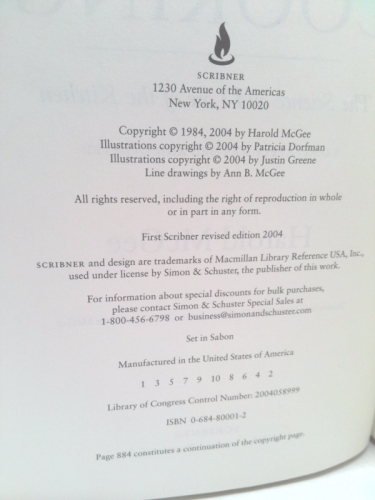 SCRIBNER
1230 Avenue of the Americas
New York, NY 10020
Copyright © 1984, 2004 by Harold McGee
Illustrations copyright © 2004 by Patricia Dorfman
Illustrations copyright © 2004 by Justin Greene
Line drawings by Ann B. McGee
All rights reserved, including the right of reproduction in whole
or in part in any form.
First Scribner revised edition 2004
SCRIBNER and design are trademarks of Macmillan Library Reference USA, Inc.,
used under license by Simon & Schuster, the publisher of this work.
For information about special discounts for bulk purchases,
please contact Simon & Schuster Special Sales at
1-800-456-6798 or business@simonandschuster.com
Set in Sabon
Manufactured in the United States of America
1 3 5 7 9 10 8 6 4 2
Library of Congress Control Number: 2004058999
ISBN 0-684-80001-2
Page 884 constitutes a continuation of the copyright page.